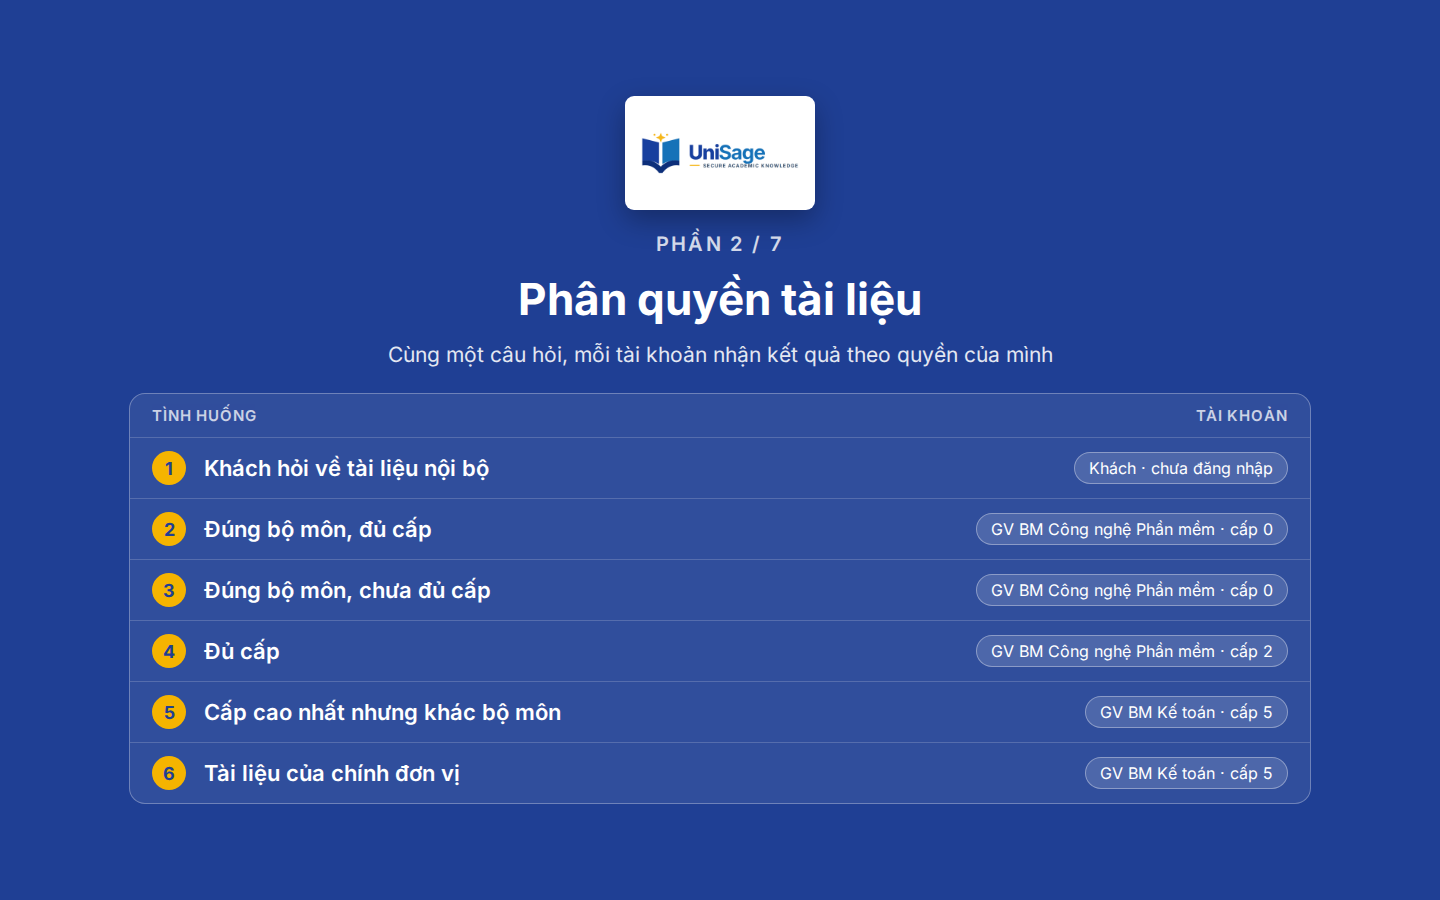 UniSage
SECURE ACADEMIC KNOWLEDGE
PHẦN 2 / 7
Phân quyền tài liệu
Cùng một câu hỏi, mỗi tài khoản nhận kết quả theo quyền của mình
TÌNH HUỐNG TÀI KHOẢN
1 Khách hỏi về tài liệu nội bộ Khách · chưa đăng nhập
2 Đúng bộ môn, đủ cấp GV BM Công nghệ Phần mềm · cấp 0
3 Đúng bộ môn, chưa đủ cấp GV BM Công nghệ Phần mềm · cấp 0
4 Đủ cấp GV BM Công nghệ Phần mềm · cấp 2
5 Cấp cao nhất nhưng khác bộ môn GV BM Kế toán · cấp 5
6 Tài liệu của chính đơn vị GV BM Kế toán · cấp 5